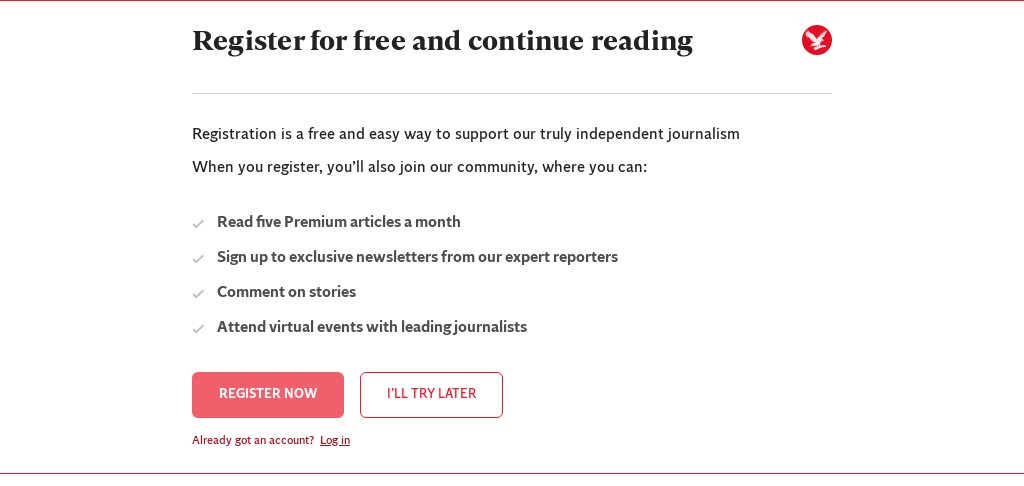 Register for free and continue reading
Registration is a free and easy way to support our truly independent journalism
When you register, you’ll also join our community, where you can:
Read five Premium articles a month
Sign up to exclusive newsletters from our expert reporters
Comment on stories
Attend virtual events with leading journalists
REGISTER NOW
I’LL TRY LATER
Already got an account? Log in